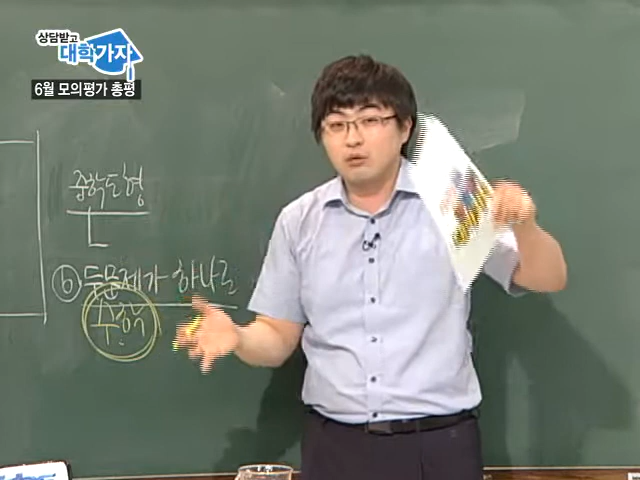 상담받고
대학가자
6월 모의평가 총평
중학도형
⑥ 두문제가 하나로
수학